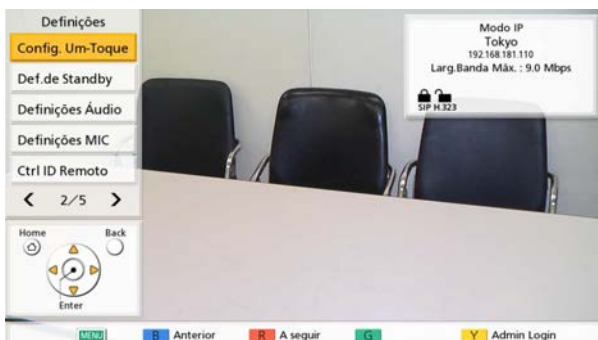 Definições
Config. Um-Toque
Def.de Standby
Definições Áudio
Definições MIC
Ctrl ID Remoto
2/5
Home
Back
Enter
Modo IP
Tokyo
192.168.181.110
Larg.Banda Máx. : 9.0 Mbps
SIP H.323
MENU
B Anterior
R A seguir
G
Y Admin Login